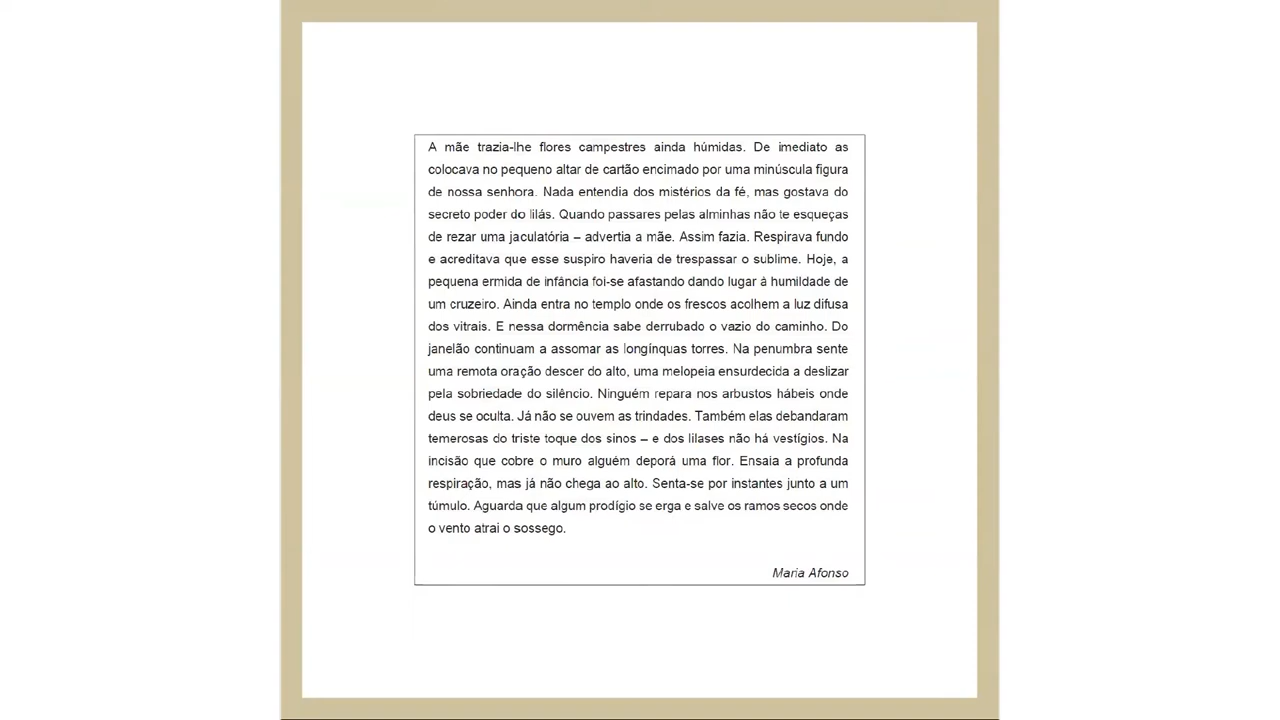 A mãe trazia-lhe flores campestres ainda húmidas. De imediato as
colocava no pequeno altar de cartão encimado por uma minúscula figura
de nossa senhora. Nada entendia dos mistérios da fé, mas gostava do
secreto poder do lilás. Quando passares pelas alminhas não te esqueças
de rezar uma jaculatória – advertia a mãe. Assim fazia. Respirava fundo
e acreditava que esse suspiro haveria de trespassar o sublime. Hoje, a
pequena ermida de infância foi-se afastando dando lugar à humildade de
um cruzeiro. Ainda entra no templo onde os frescos acolhem a luz difusa
dos vitrais. E nessa dormência sabe derrubado o vazio do caminho. Do
janelão continuam a assomar as longínquas torres. Na penumbra sente
uma remota oração descer do alto, uma melopeia ensurdecida a deslizar
pela sobriedade do silêncio. Ninguém repara nos arbustos hábeis onde
deus se oculta. Já não se ouvem as trindades. Também elas debandaram
temerosas do triste toque dos sinos – e dos lilases não há vestígios. Na
incisão que cobre o muro alguém deporá uma flor. Ensaia a profunda
respiração, mas já não chega ao alto. Senta-se por instantes junto a um
túmulo. Aguarda que algum prodígio se erga e salve os ramos secos onde
o vento atrai o sossego.
Maria Afonso